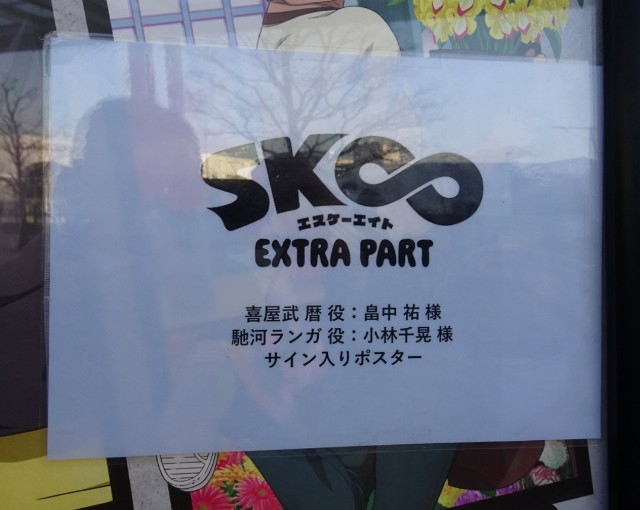 SK∞
エスケーエイト
EXTRA PART
喜屋武 暦 役：畠中 祐 様
馳河ランガ 役：小林千晃 様
サイン入りポスター